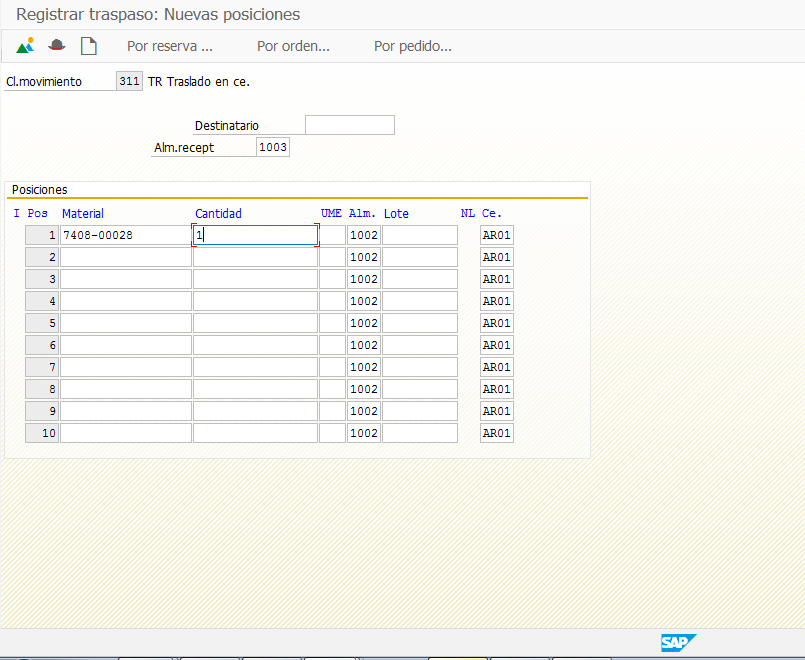 Registrar traspaso: Nuevas posiciones
Por reserva ... Por orden... Por pedido...
Cl.movimiento 311 TR Traslado en ce.
Destinatario
Alm.recept 1003
Posiciones
I Pos Material Cantidad UME Alm. Lote NL Ce.
1 7408-00028 1 1002 AR01
2 1002 AR01
3 1002 AR01
4 1002 AR01
5 1002 AR01
6 1002 AR01
7 1002 AR01
8 1002 AR01
9 1002 AR01
10 1002 AR01
SAP